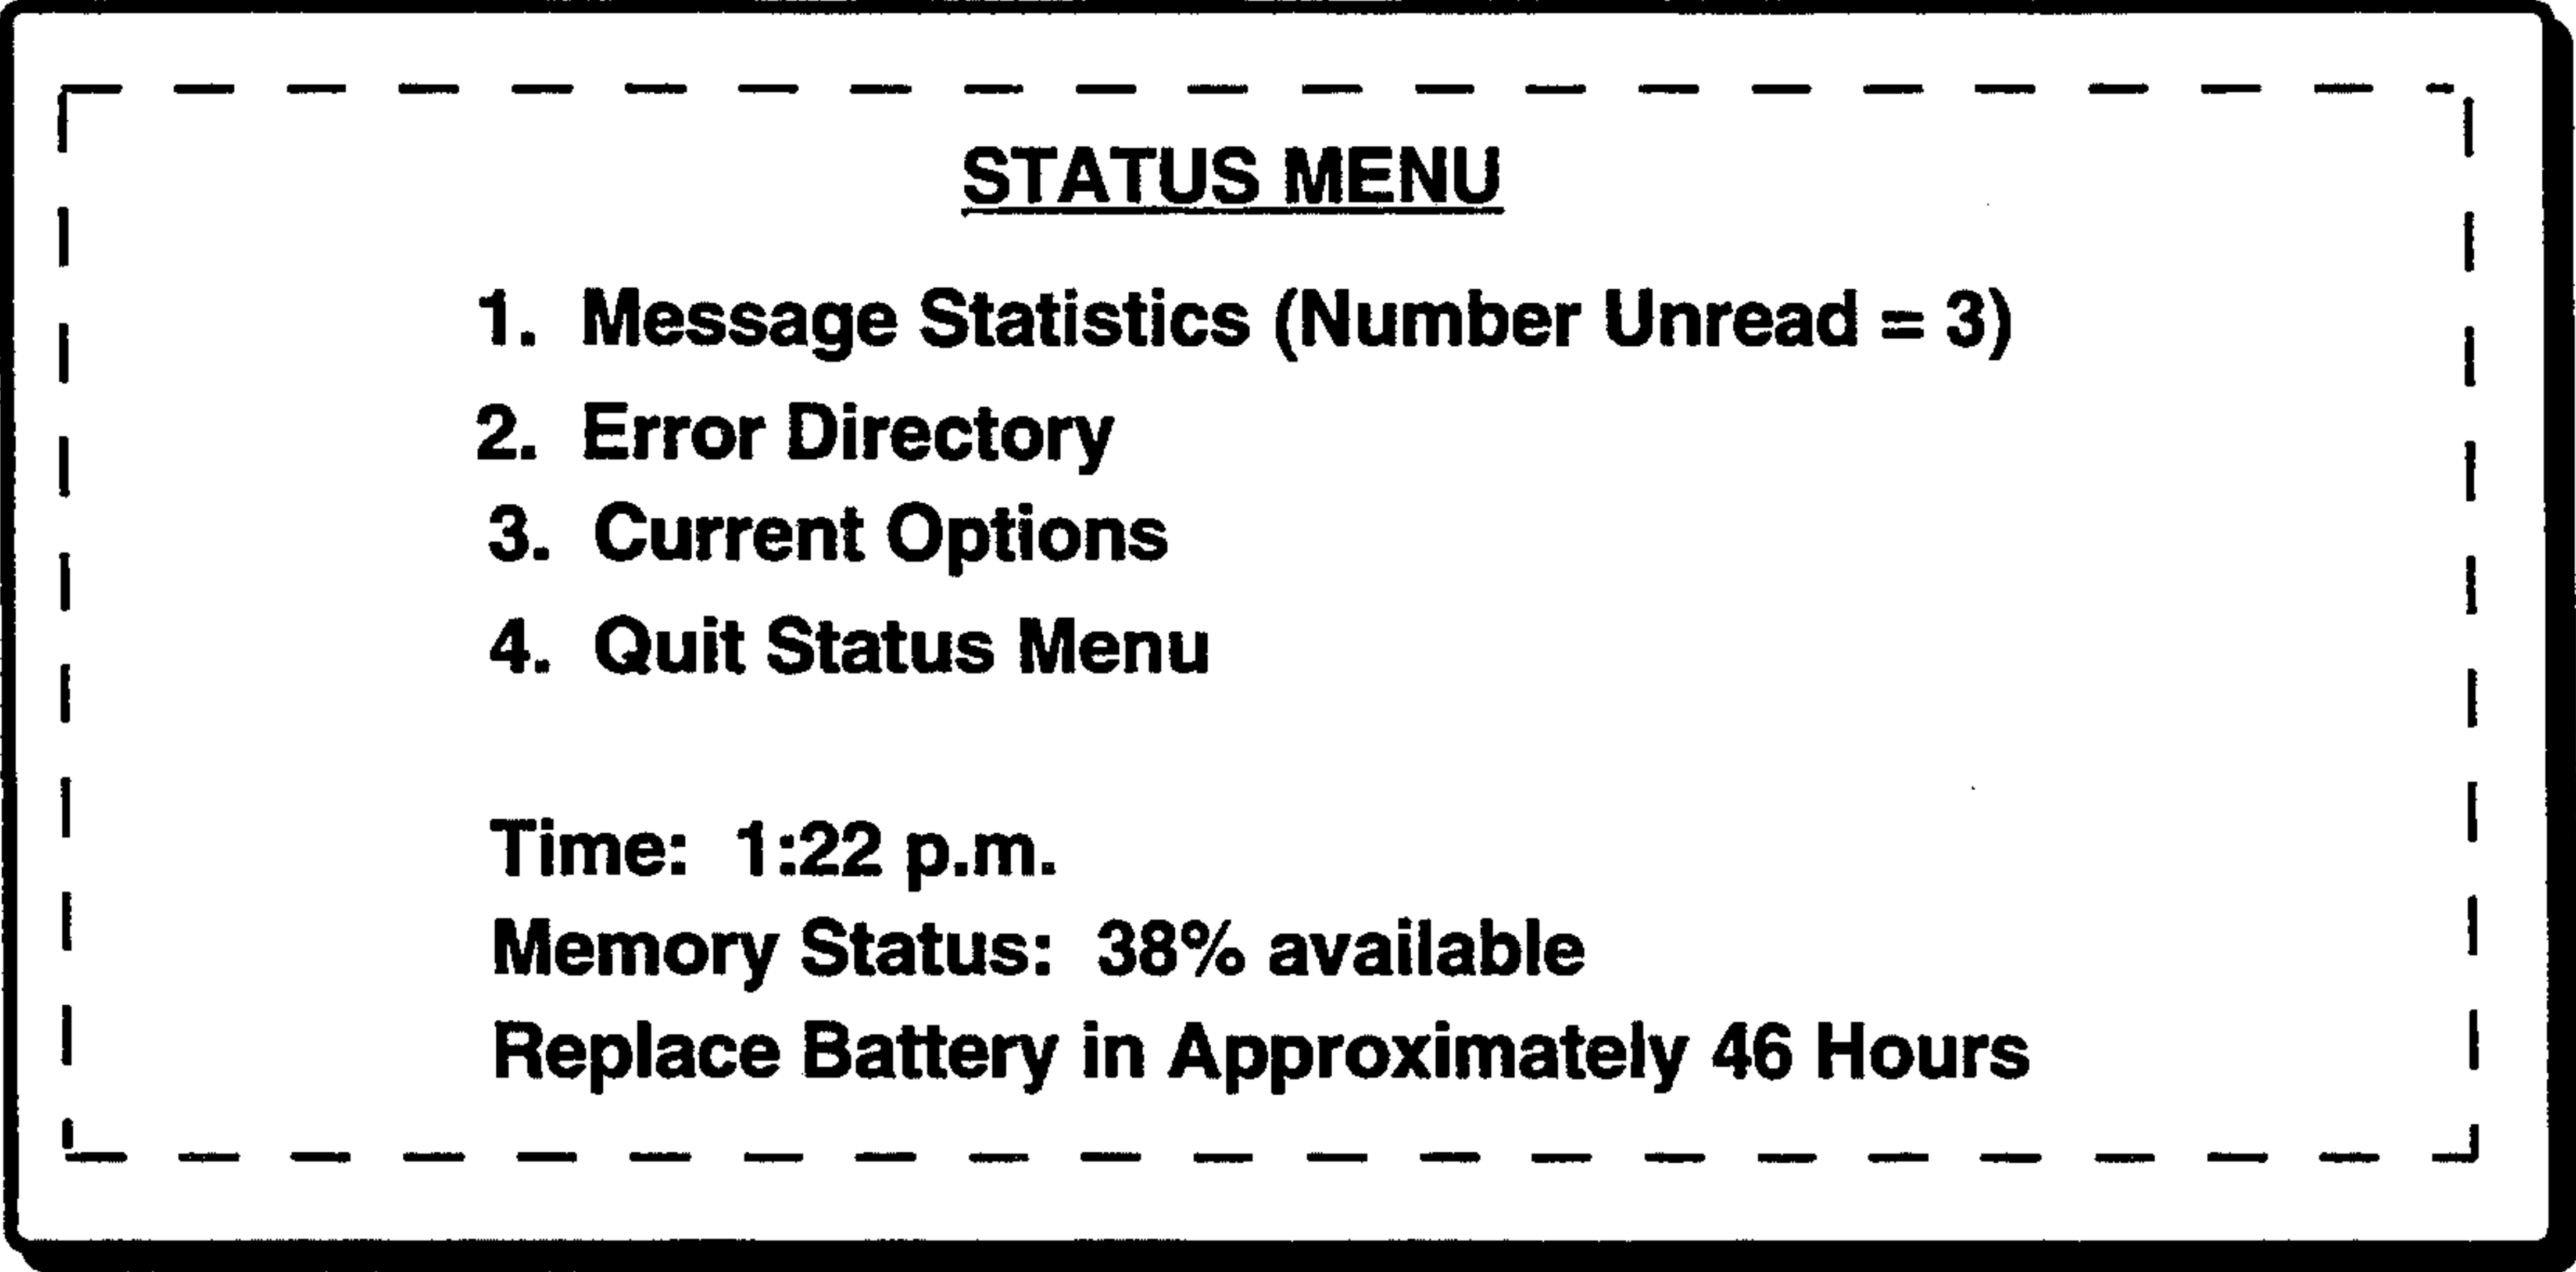 STATUS MENU
1. Message Statistics (Number Unread = 3)
2. Error Directory
3. Current Options
4. Quit Status Menu
Time: 1:22 p.m.
Memory Status: 38% available
Replace Battery in Approximately 46 Hours